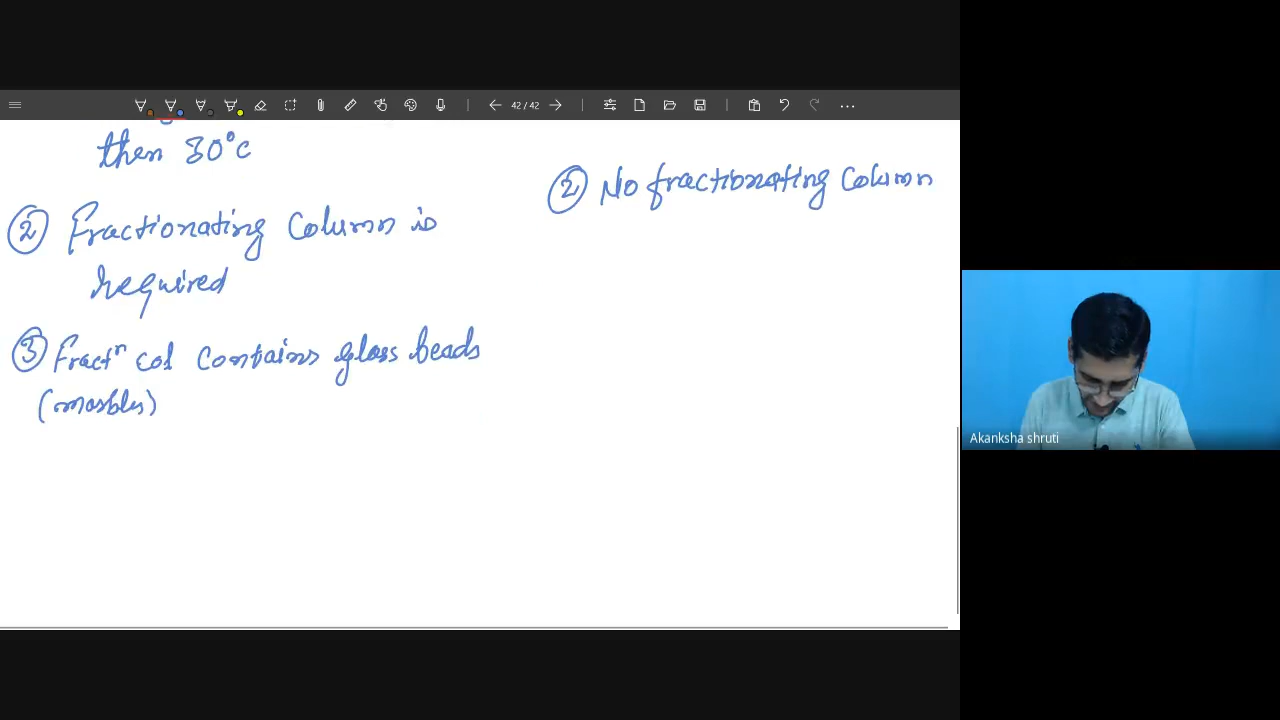 42/42
then 30°c
② No fractionating Column
② Fractionating Column is
required
③ Fractⁿ col contains glass beads
(marbles)
Akanksha shruti